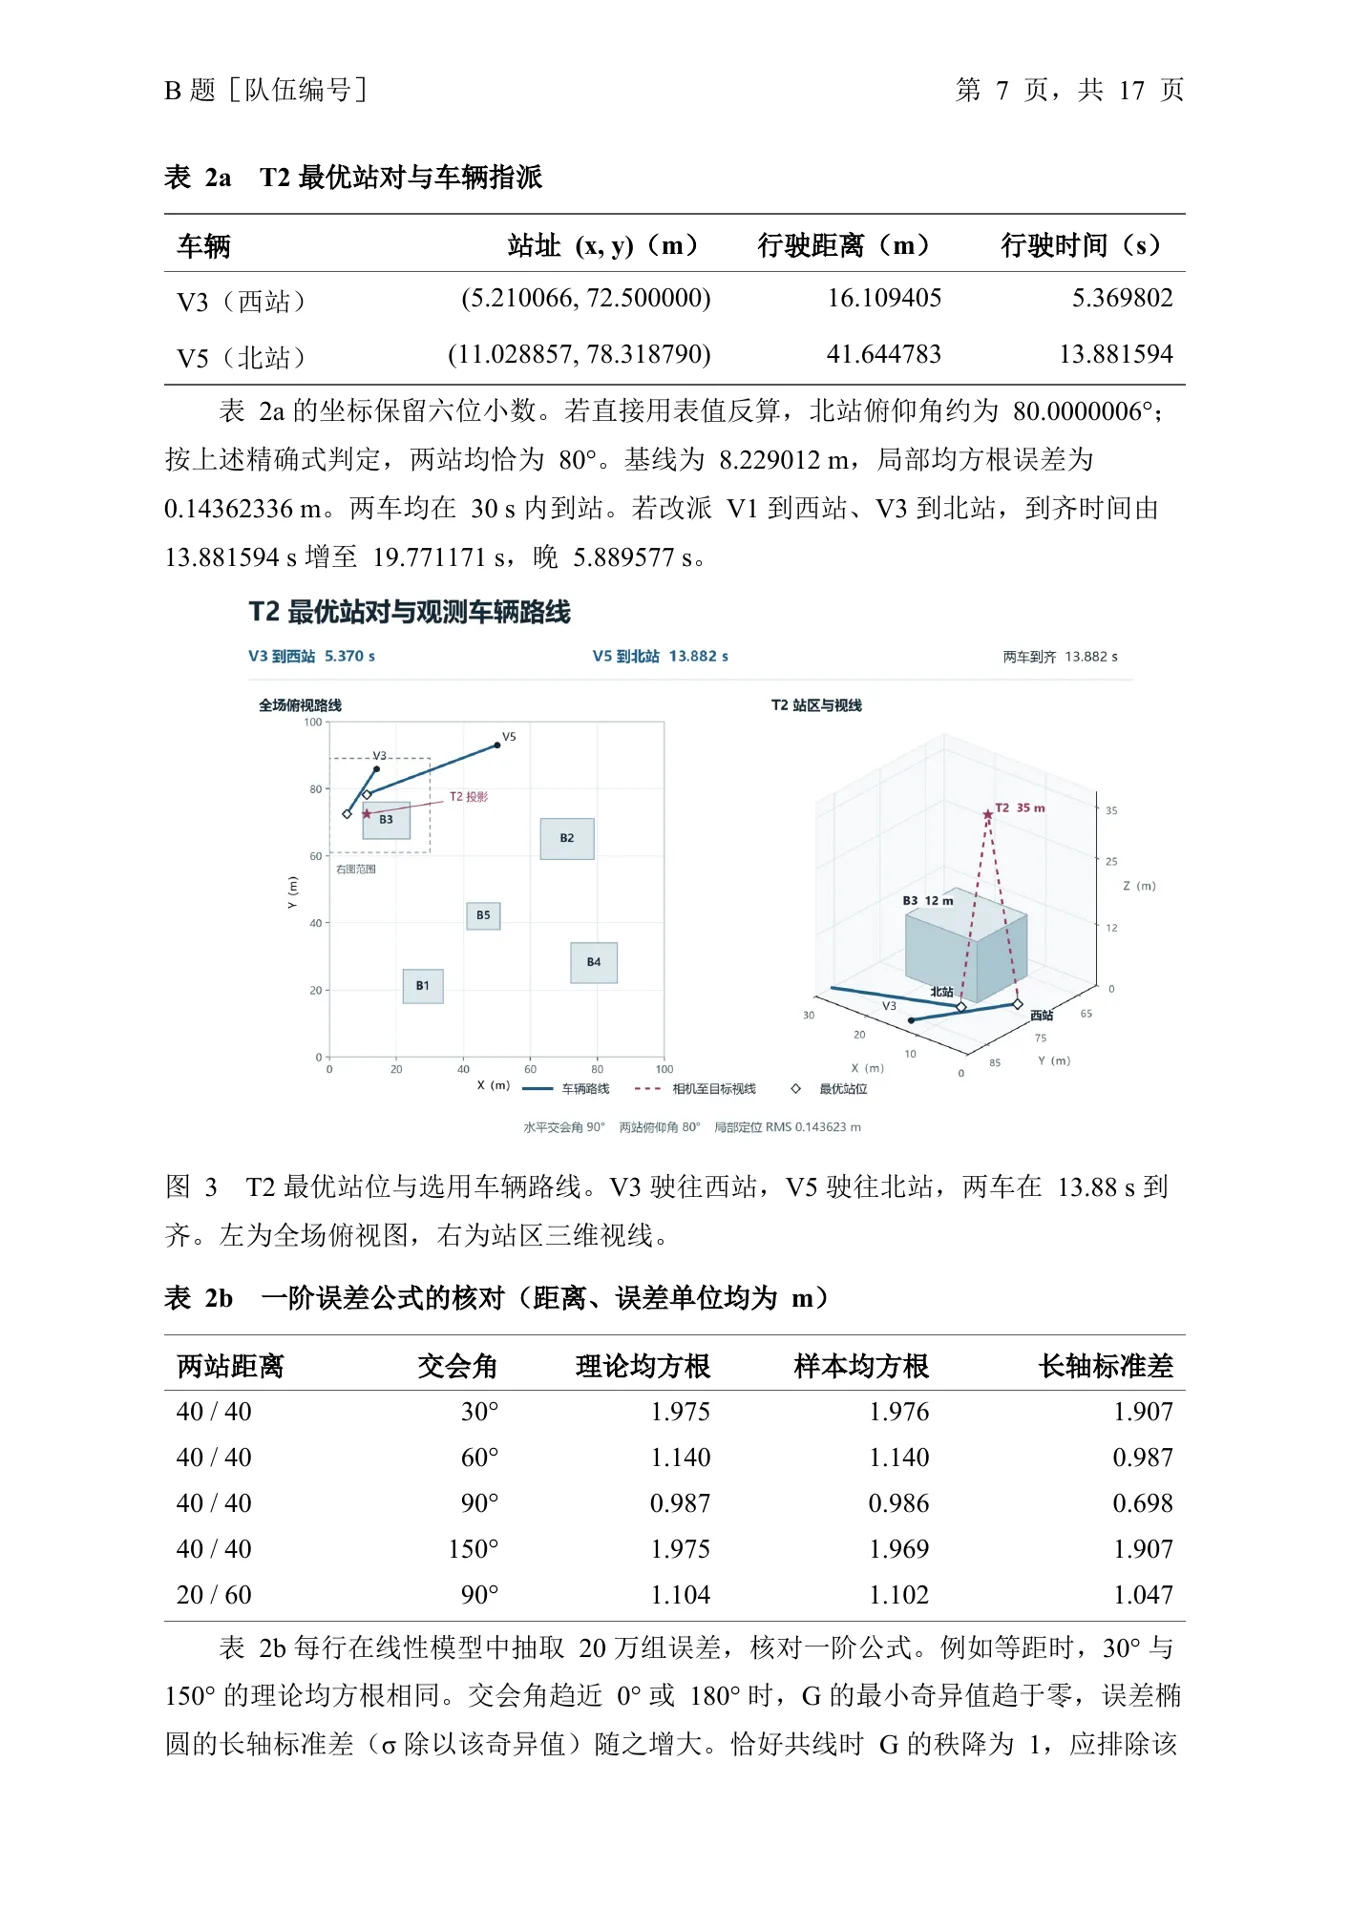 B 题［队伍编号］ 第 7 页，共 17 页
表 2a T2 最优站对与车辆指派
车辆 站址 (x, y)（m） 行驶距离（m） 行驶时间（s）
V3（西站） (5.210066, 72.500000) 16.109405 5.369802
V5（北站） (11.028857, 78.318790) 41.644783 13.881594
表 2a 的坐标保留六位小数。若直接用表值反算，北站俯仰角约为 80.0000006°；
按上述精确式判定，两站均恰为 80°。基线为 8.229012 m，局部均方根误差为
0.14362336 m。两车均在 30 s 内到站。若改派 V1 到西站、V3 到北站，到齐时间由
13.881594 s 增至 19.771171 s，晚 5.889577 s。
T2 最优站对与观测车辆路线
V3 到西站 5.370 s V5 到北站 13.882 s 两车到齐 13.882 s
全场俯视路线 T2 站区与视线
100
V5
V3
80
T2 投影
B3
B2
60
右图范围
Y (m)
B5
40
B4
B1
20
0
0 20 40 60 80 100
X (m)
T2 35 m
35
25
Z (m)
B3 12 m
12
0
北站
V3
西站
30 20 10 0
X (m)
65
75
85
Y (m)
车辆路线 相机至目标视线 最优站位
水平交会角 90° 两站俯仰角 80° 局部定位 RMS 0.143623 m
图 3 T2 最优站位与选用车辆路线。V3 驶往西站，V5 驶往北站，两车在 13.88 s 到
齐。左为全场俯视图，右为站区三维视线。
表 2b 一阶误差公式的核对（距离、误差单位均为 m）
两站距离 交会角 理论均方根 样本均方根 长轴标准差
40 / 40 30° 1.975 1.976 1.907
40 / 40 60° 1.140 1.140 0.987
40 / 40 90° 0.987 0.986 0.698
40 / 40 150° 1.975 1.969 1.907
20 / 60 90° 1.104 1.102 1.047
表 2b 每行在线性模型中抽取 20 万组误差，核对一阶公式。例如等距时，30° 与
150° 的理论均方根相同。交会角趋近 0° 或 180° 时，G 的最小奇异值趋于零，误差椭
圆的长轴标准差（σ 除以该奇异值）随之增大。恰好共线时 G 的秩降为 1，应排除该